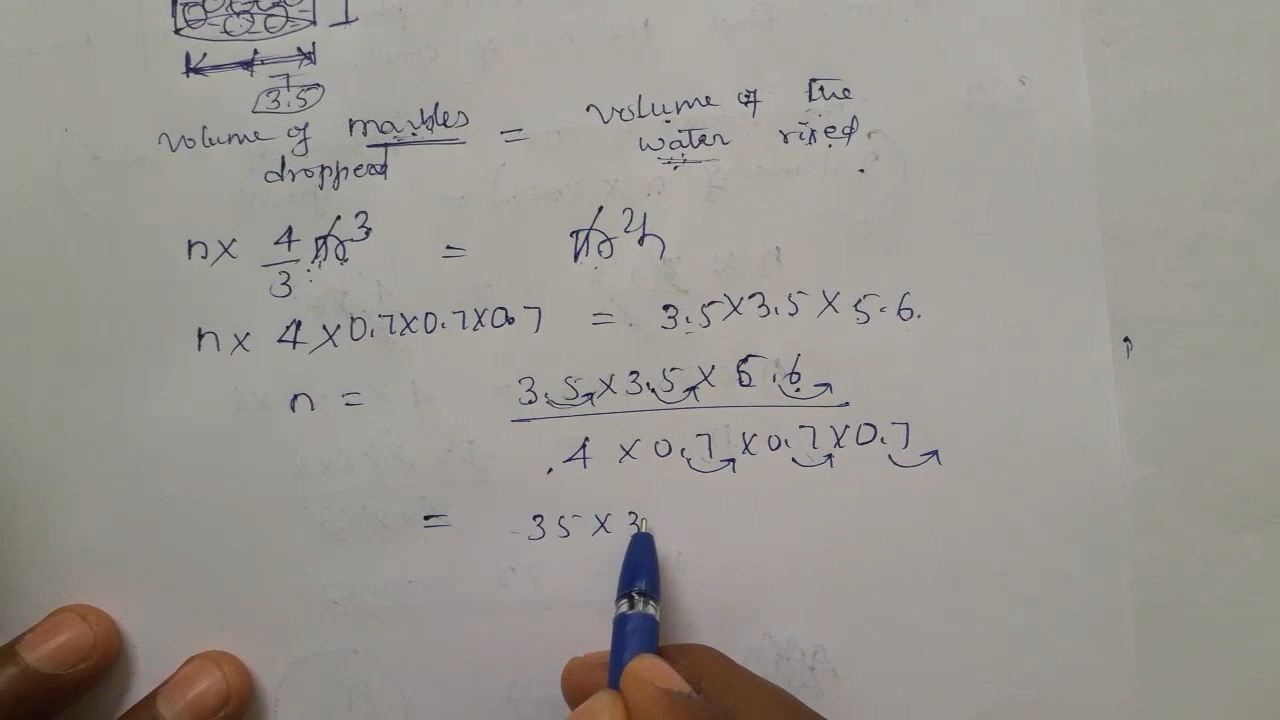 7
3.5
volume of marbles = volume of the
dropped water rised.
n× 4/3 πr³ = πr²h
n× 4×0.7×0.7×0.7 = 3.5×3.5×5.6.
n = 3.5×3.5×5.6
4×0.7×0.7×0.7
= 35×3